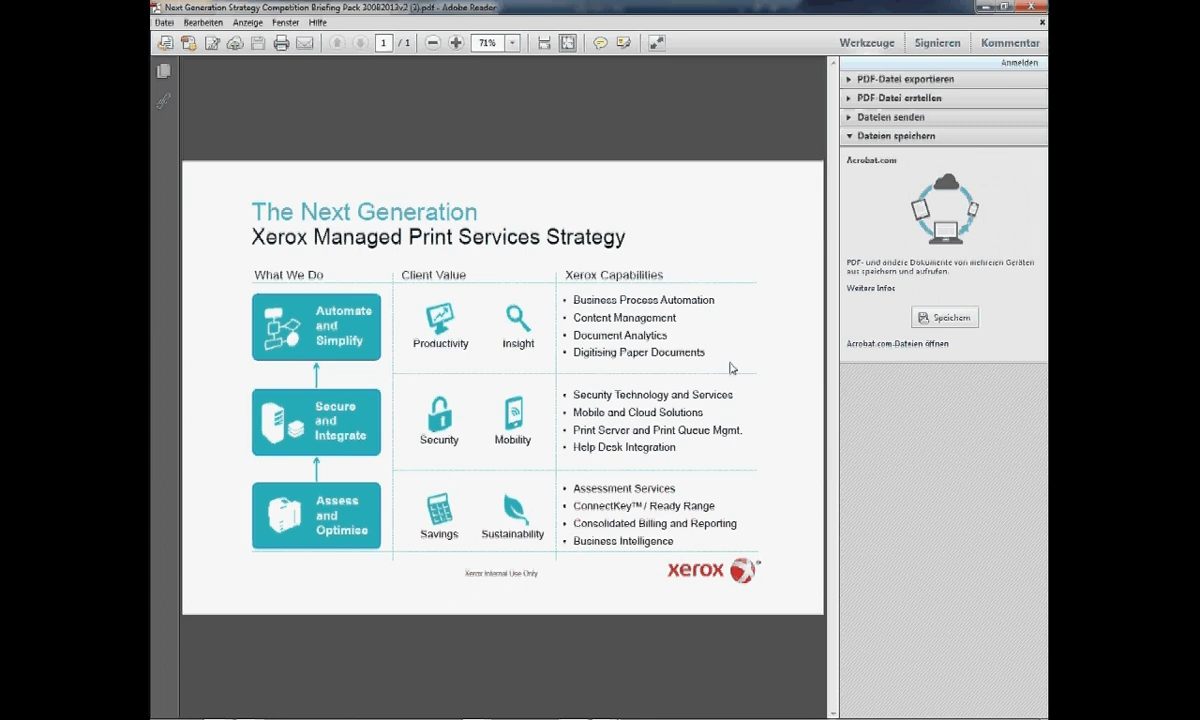 Next Generation Strategy Competition Briefing Pack 30082013v2 (3).pdf - Adobe Reader
Datei Bearbeiten Anzeige Fenster Hilfe
1 / 1 71% Werkzeuge Signieren Kommentar
Anmelden
PDF-Datei exportieren
PDF-Datei erstellen
Dateien senden
Dateien speichern
Acrobat.com
PDF- und andere Dokumente von mehreren Geräten
aus speichern und aufrufen.
Weitere Infos
Speichern
Acrobat.com-Dateien öffnen
The Next Generation
Xerox Managed Print Services Strategy
What We Do Client Value Xerox Capabilities
Automate
and
Simplify
Productivity Insight
• Business Process Automation
• Content Management
• Document Analytics
• Digitising Paper Documents
Secure
and
Integrate
Security Mobility
• Security Technology and Services
• Mobile and Cloud Solutions
• Print Server and Print Queue Mgmt.
• Help Desk Integration
Assess
and
Optimise
Savings Sustainability
• Assessment Services
• ConnectKey™ / Ready Range
• Consolidated Billing and Reporting
• Business Intelligence
Xerox Internal Use Only
xerox